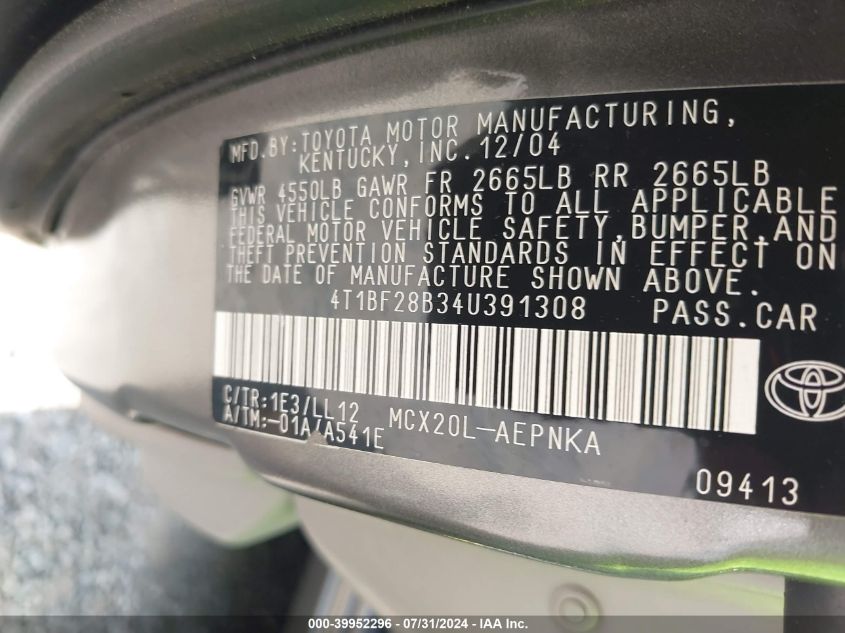 MFD.BY:TOYOTA MOTOR MANUFACTURING,
KENTUCKY,INC.12/04
GVWR 4550LB GAWR FR 2665LB RR 2665LB
THIS VEHICLE CONFORMS TO ALL APPLICABLE
FEDERAL MOTOR VEHICLE SAFETY,BUMPER,AND
THEFT PREVENTION STANDARDS IN EFFECT ON
THE DATE OF MANUFACTURE SHOWN ABOVE.
4T1BF28B34U391308 PASS.CAR
C/TR:1E3/LL12
A/TM:-01A/A541E
MCX20L-AEPNKA
09413
000-39952296 - 07/31/2024 - IAA Inc.